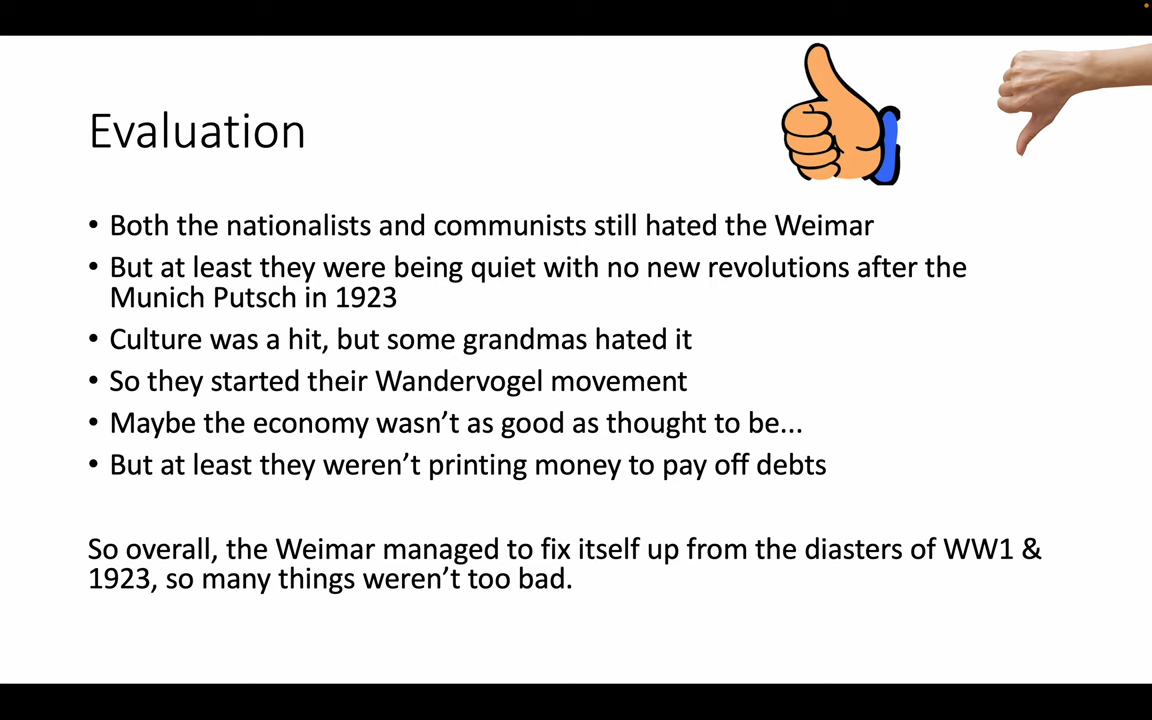 Evaluation
• Both the nationalists and communists still hated the Weimar
• But at least they were being quiet with no new revolutions after the
Munich Putsch in 1923
• Culture was a hit, but some grandmas hated it
• So they started their Wandervogel movement
• Maybe the economy wasn't as good as thought to be...
• But at least they weren't printing money to pay off debts
So overall, the Weimar managed to fix itself up from the diasters of WW1 &
1923, so many things weren't too bad.